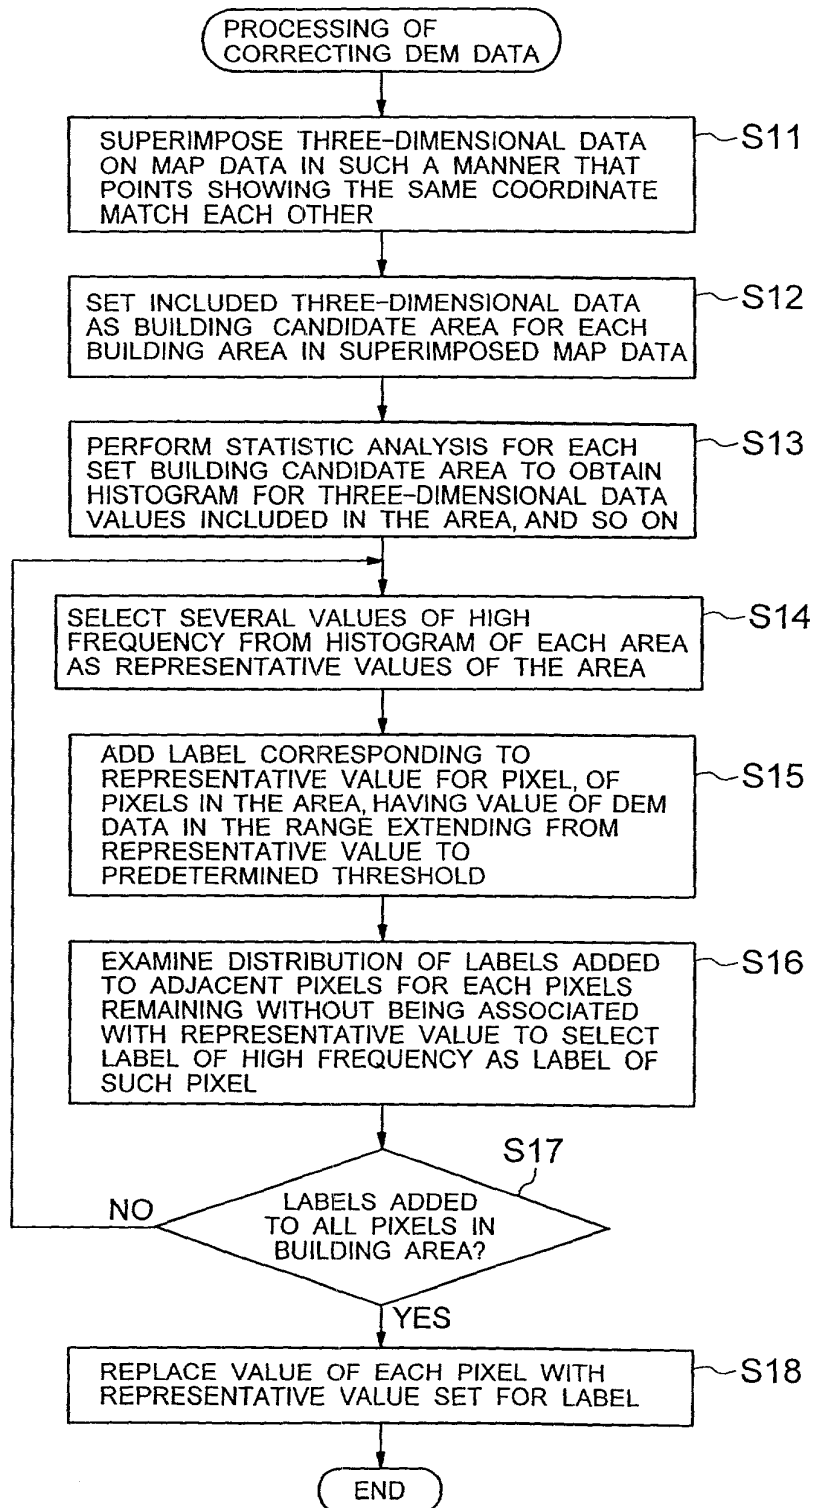 PROCESSING OF
CORRECTING DEM DATA
S11
SUPERIMPOSE THREE-DIMENSIONAL DATA
ON MAP DATA IN SUCH A MANNER THAT
POINTS SHOWING THE SAME COORDINATE
MATCH EACH OTHER
S12
SET INCLUDED THREE-DIMENSIONAL DATA
AS BUILDING CANDIDATE AREA FOR EACH
BUILDING AREA IN SUPERIMPOSED MAP DATA
S13
PERFORM STATISTIC ANALYSIS FOR EACH
SET BUILDING CANDIDATE AREA TO OBTAIN
HISTOGRAM FOR THREE-DIMENSIONAL DATA
VALUES INCLUDED IN THE AREA, AND SO ON
S14
SELECT SEVERAL VALUES OF HIGH
FREQUENCY FROM HISTOGRAM OF EACH AREA
AS REPRESENTATIVE VALUES OF THE AREA
S15
ADD LABEL CORRESPONDING TO
REPRESENTATIVE VALUE FOR PIXEL, OF
PIXELS IN THE AREA, HAVING VALUE OF DEM
DATA IN THE RANGE EXTENDING FROM
REPRESENTATIVE VALUE TO
PREDETERMINED THRESHOLD
S16
EXAMINE DISTRIBUTION OF LABELS ADDED
TO ADJACENT PIXELS FOR EACH PIXELS
REMAINING WITHOUT BEING ASSOCIATED
WITH REPRESENTATIVE VALUE TO SELECT
LABEL OF HIGH FREQUENCY AS LABEL OF
SUCH PIXEL
S17
LABELS ADDED
TO ALL PIXELS IN
BUILDING AREA?
NO
YES
S18
REPLACE VALUE OF EACH PIXEL WITH
REPRESENTATIVE VALUE SET FOR LABEL
END